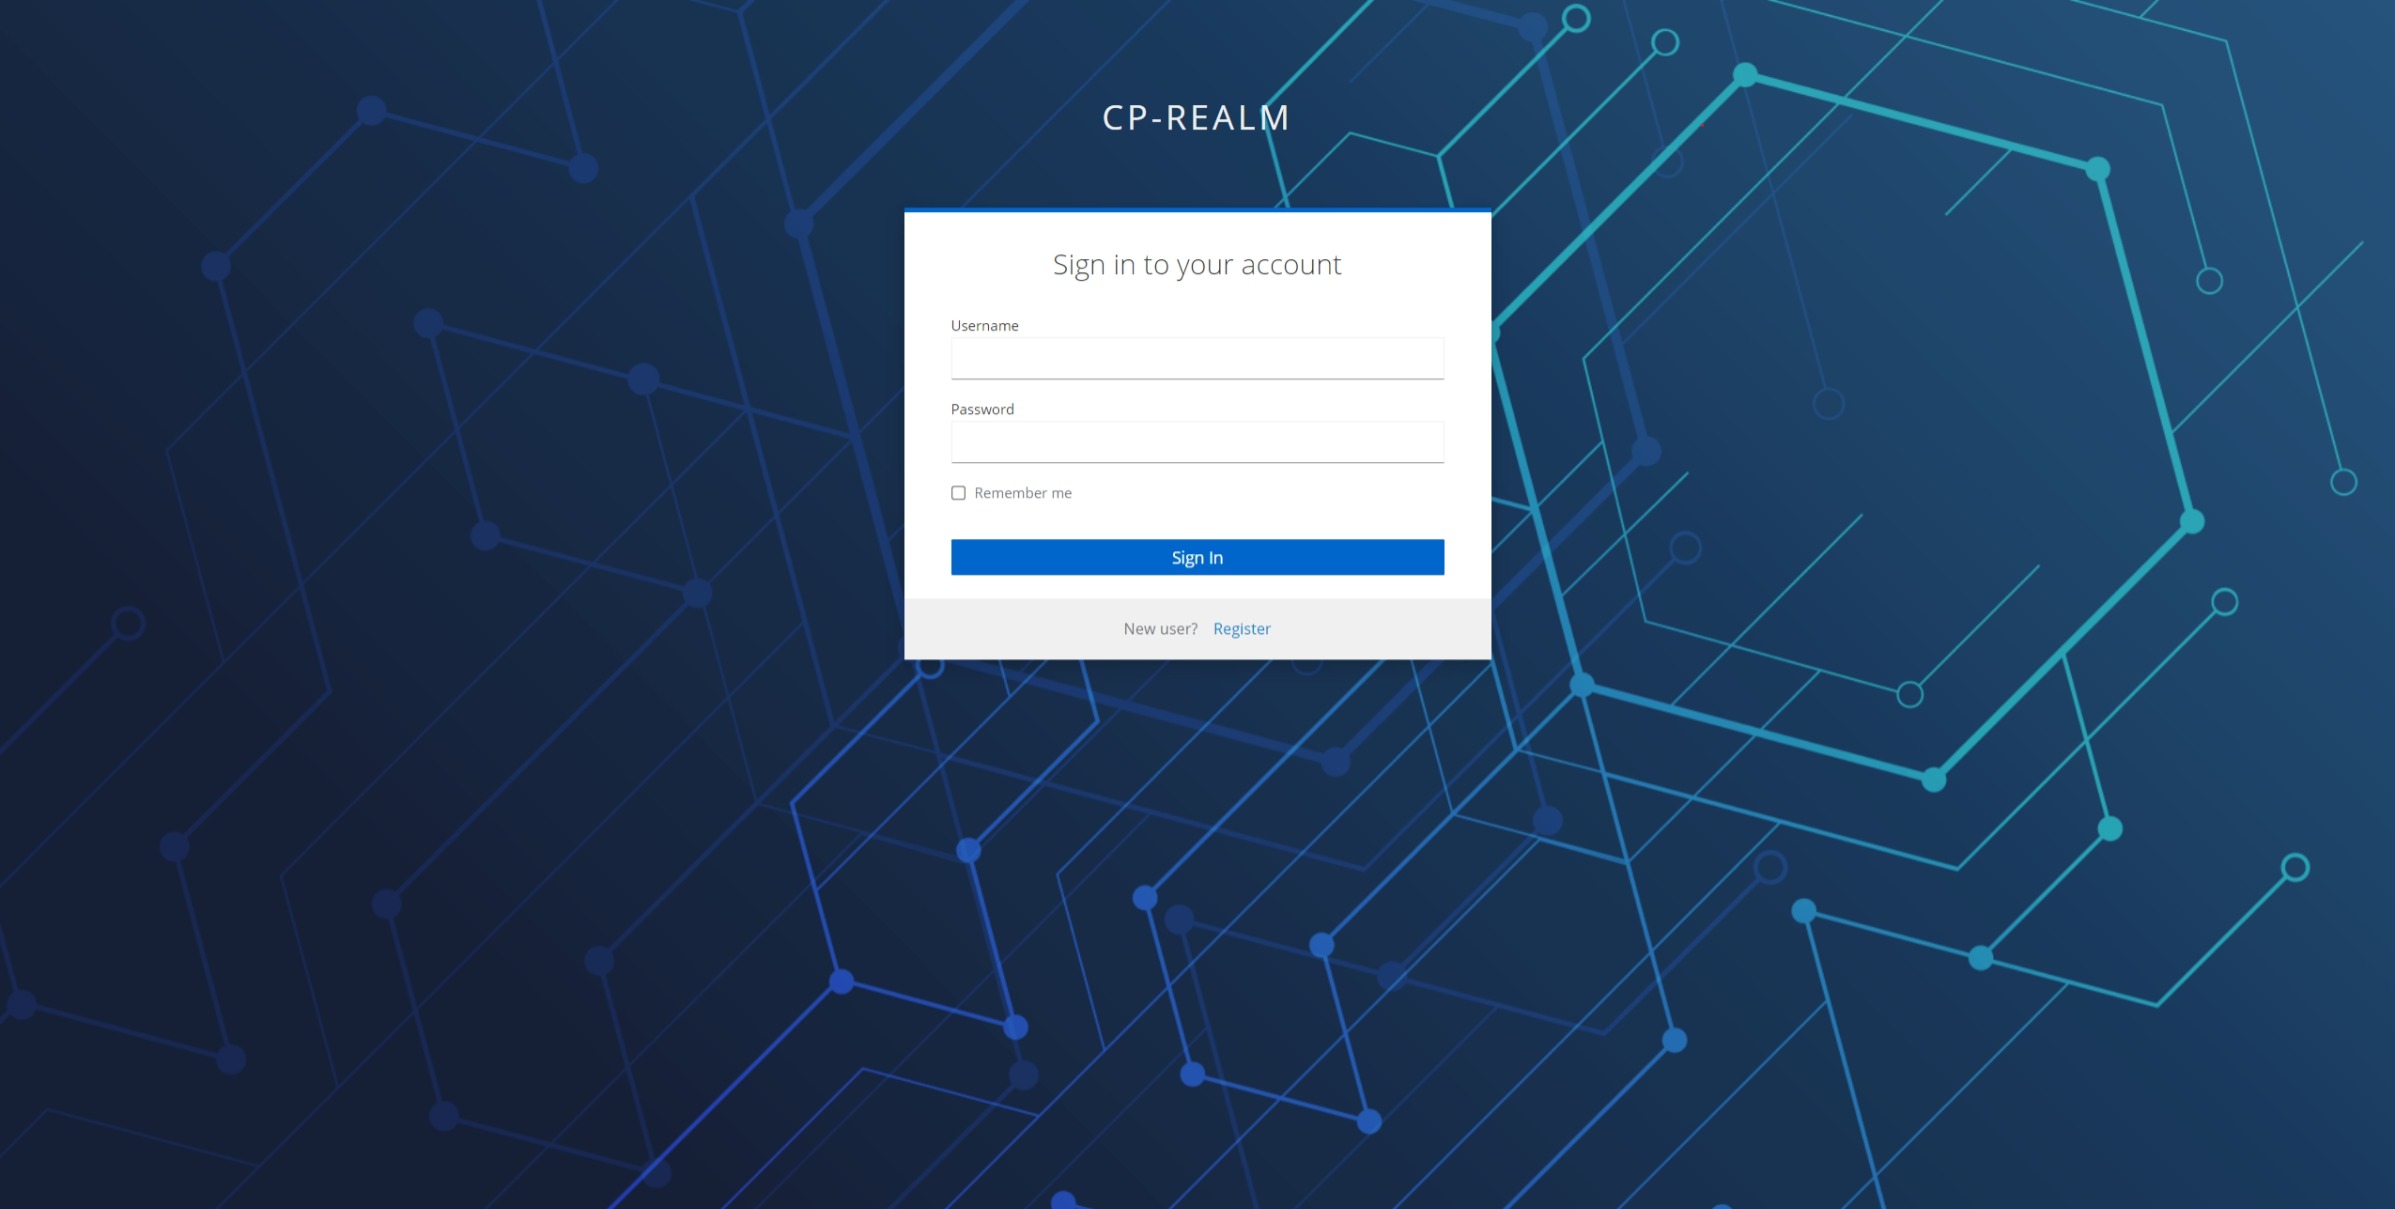 CP-REALM
Sign in to your account
Username
Password
Remember me
Sign In
New user? Register